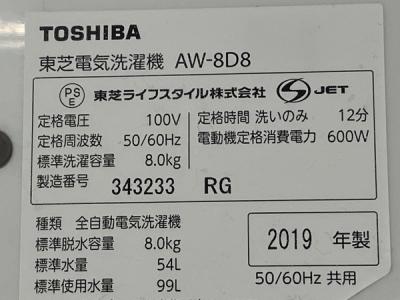 TOSHIBA
東芝電気洗濯機 AW-8D8
PSE 東芝ライフスタイル株式会社 S JET
定格電圧 100V 定格時間 洗いのみ 12分
定格周波数 50/60Hz 電動機定格消費電力 600W
標準洗濯容量 8.0kg
製造番号 343233 RG
種類 全自動電気洗濯機
標準脱水容量 8.0kg 2019 年製
標準水量 54L
標準使用水量 99L 50/60Hz 共用